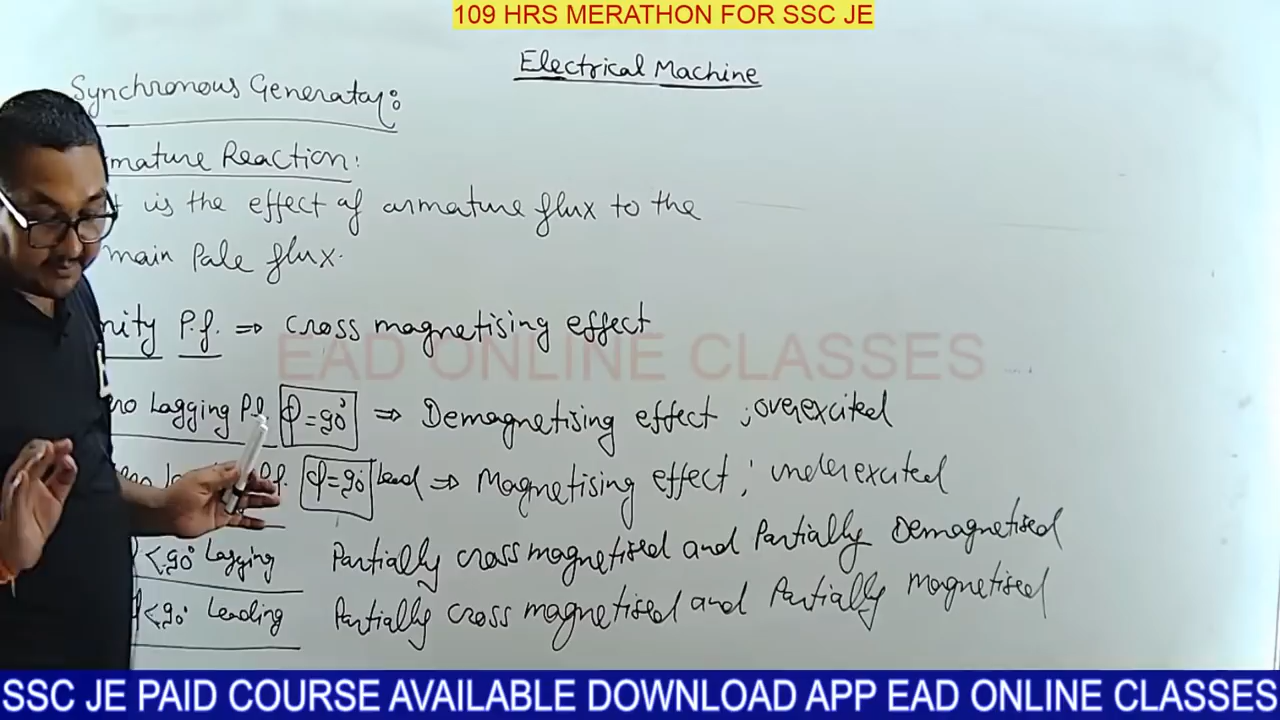 109 HRS MERATHON FOR SSC JE
Electrical Machine
Synchronous Generator:
mature Reaction:
t is the effect of armature flux to the
main Pole flux.
nity P.f. ⇒ cross magnetising effect
EAD ONLINE CLASSES
ro Lagging P.f. φ=90° ⇒ Demagnetising effect ; overexcited
P.f. φ=90° Lead ⇒ Magnetising effect ; underexcited
<90° Lagging Partially cross magnetised and Partially Demagnetised
<90° Leading Partially cross magnetised and Partially magnetised
SSC JE PAID COURSE AVAILABLE DOWNLOAD APP EAD ONLINE CLASSES